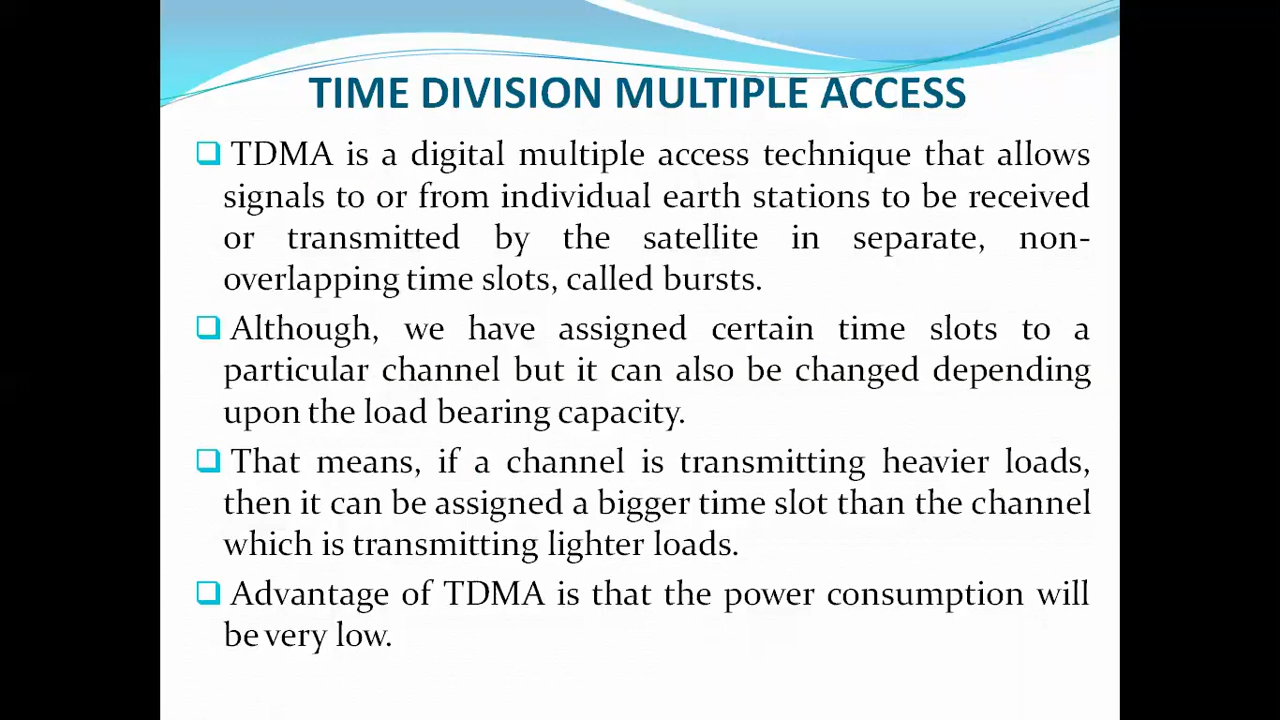 TIME DIVISION MULTIPLE ACCESS
TDMA is a digital multiple access technique that allows
signals to or from individual earth stations to be received
or transmitted by the satellite in separate, non-
overlapping time slots, called bursts.
Although, we have assigned certain time slots to a
particular channel but it can also be changed depending
upon the load bearing capacity.
That means, if a channel is transmitting heavier loads,
then it can be assigned a bigger time slot than the channel
which is transmitting lighter loads.
Advantage of TDMA is that the power consumption will
be very low.